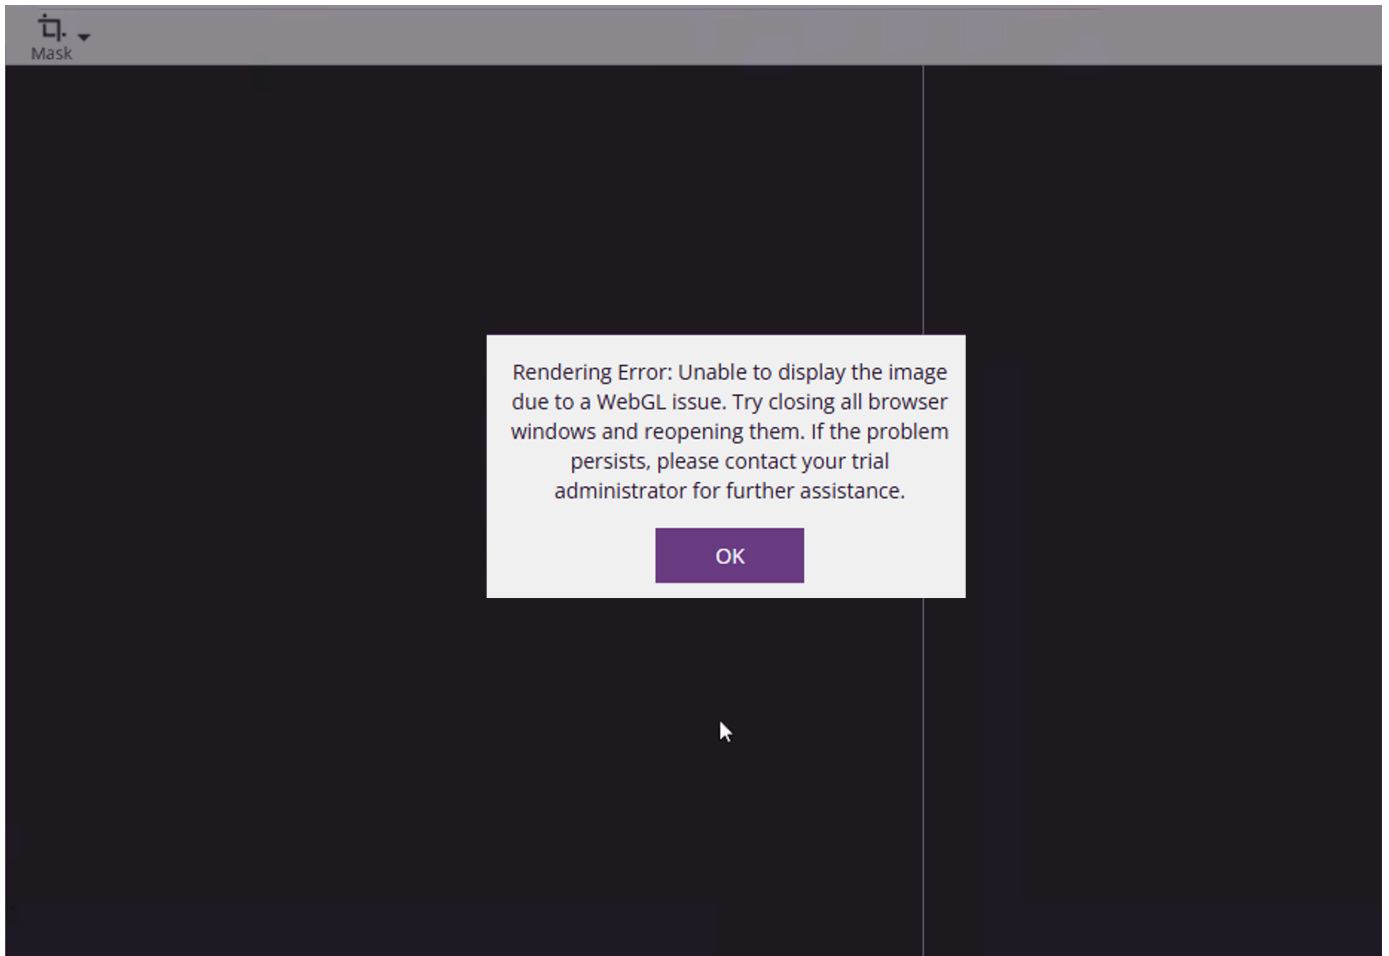 Mask
Rendering Error: Unable to display the image
due to a WebGL issue. Try closing all browser
windows and reopening them. If the problem
persists, please contact your trial
administrator for further assistance.
OK